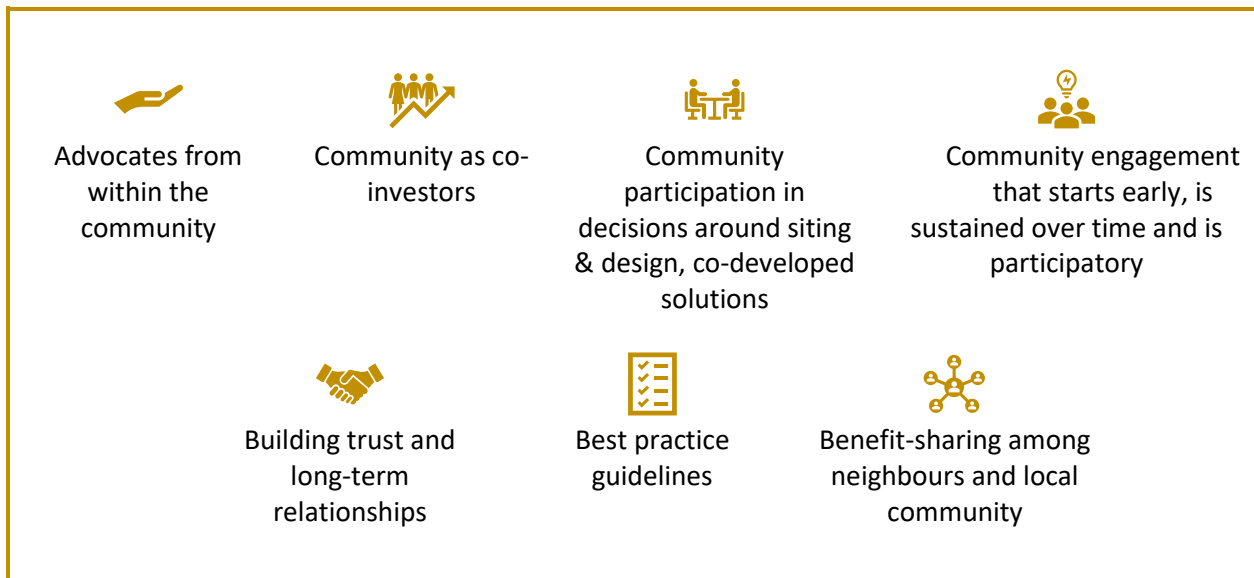 Advocates from
within the
community
Community as co-
investors
Community
participation in
decisions around siting
& design, co-developed
solutions
Community engagement
that starts early, is
sustained over time and is
participatory
Building trust and
long-term
relationships
Best practice
guidelines
Benefit-sharing among
neighbours and local
community